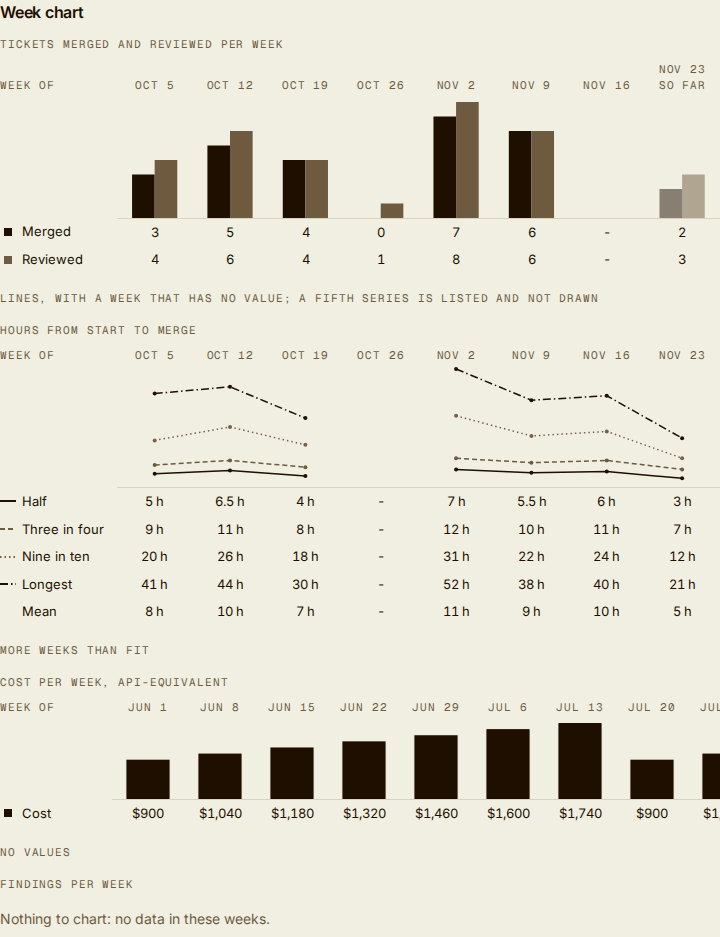 Week chart
TICKETS MERGED AND REVIEWED PER WEEK
WEEK OF OCT 5 OCT 12 OCT 19 OCT 26 NOV 2 NOV 9 NOV 16 NOV 23 SO FAR
Merged 3 5 4 0 7 6 - 2
Reviewed 4 6 4 1 8 6 - 3
LINES, WITH A WEEK THAT HAS NO VALUE; A FIFTH SERIES IS LISTED AND NOT DRAWN
HOURS FROM START TO MERGE
WEEK OF OCT 5 OCT 12 OCT 19 OCT 26 NOV 2 NOV 9 NOV 16 NOV 23
Half 5 h 6.5 h 4 h - 7 h 5.5 h 6 h 3 h
Three in four 9 h 11 h 8 h - 12 h 10 h 11 h 7 h
Nine in ten 20 h 26 h 18 h - 31 h 22 h 24 h 12 h
Longest 41 h 44 h 30 h - 52 h 38 h 40 h 21 h
Mean 8 h 10 h 7 h - 11 h 9 h 10 h 5 h
MORE WEEKS THAN FIT
COST PER WEEK, API-EQUIVALENT
WEEK OF JUN 1 JUN 8 JUN 15 JUN 22 JUN 29 JUL 6 JUL 13 JUL 20 JUL
Cost $900 $1,040 $1,180 $1,320 $1,460 $1,600 $1,740 $900 $1,
NO VALUES
FINDINGS PER WEEK
Nothing to chart: no data in these weeks.